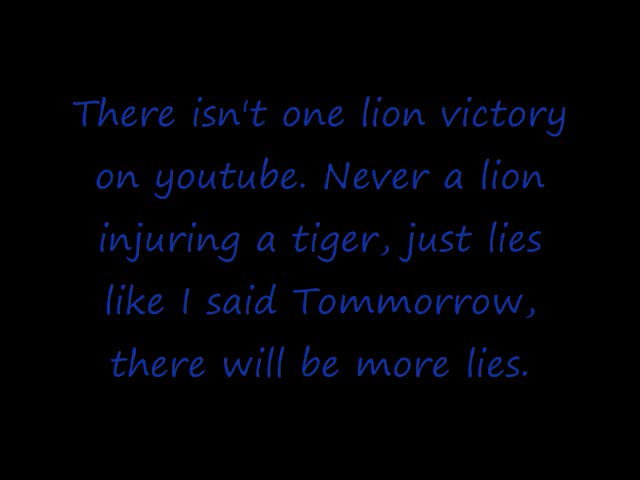 There isn't one lion victory
on youtube. Never a lion
injuring a tiger, just lies
like I said Tommorrow,
there will be more lies.